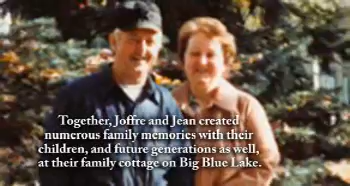 Together, Joffre and Jean created
numerous family memories with their
children, and future generations as well,
at their family cottage on Big Blue Lake.